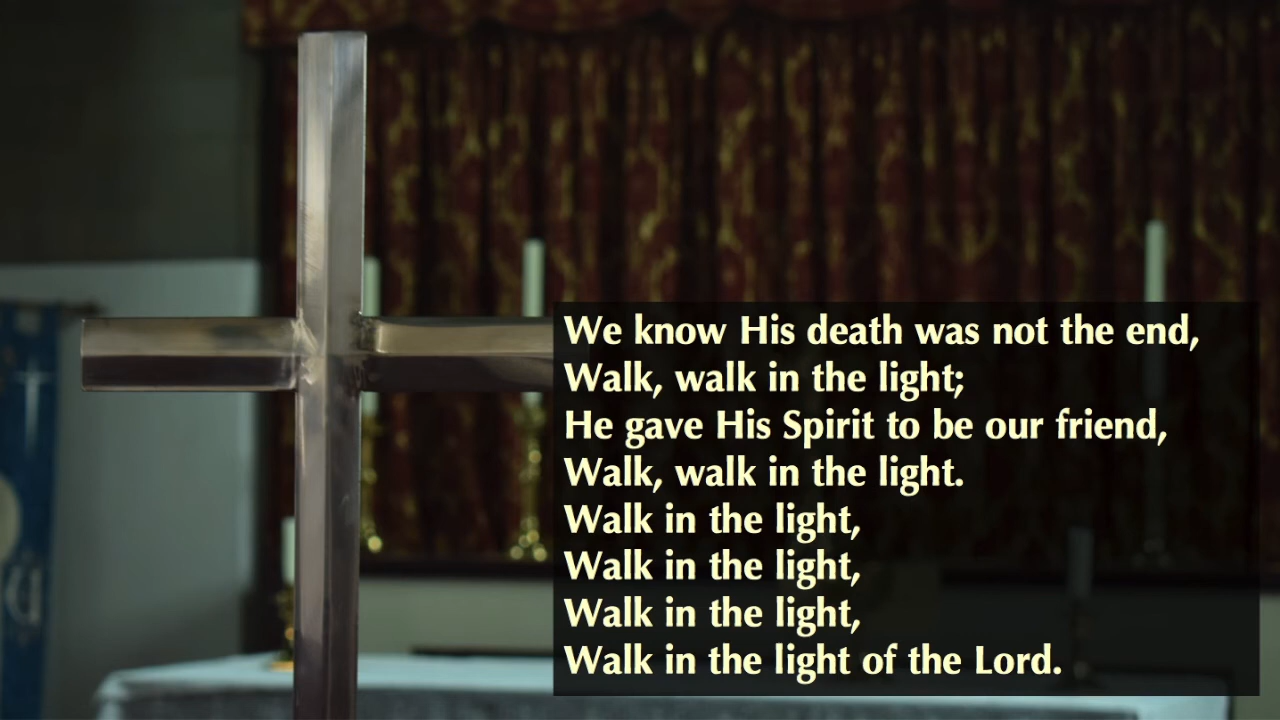 We know His death was not the end,
Walk, walk in the light;
He gave His Spirit to be our friend,
Walk, walk in the light.
Walk in the light,
Walk in the light,
Walk in the light,
Walk in the light of the Lord.